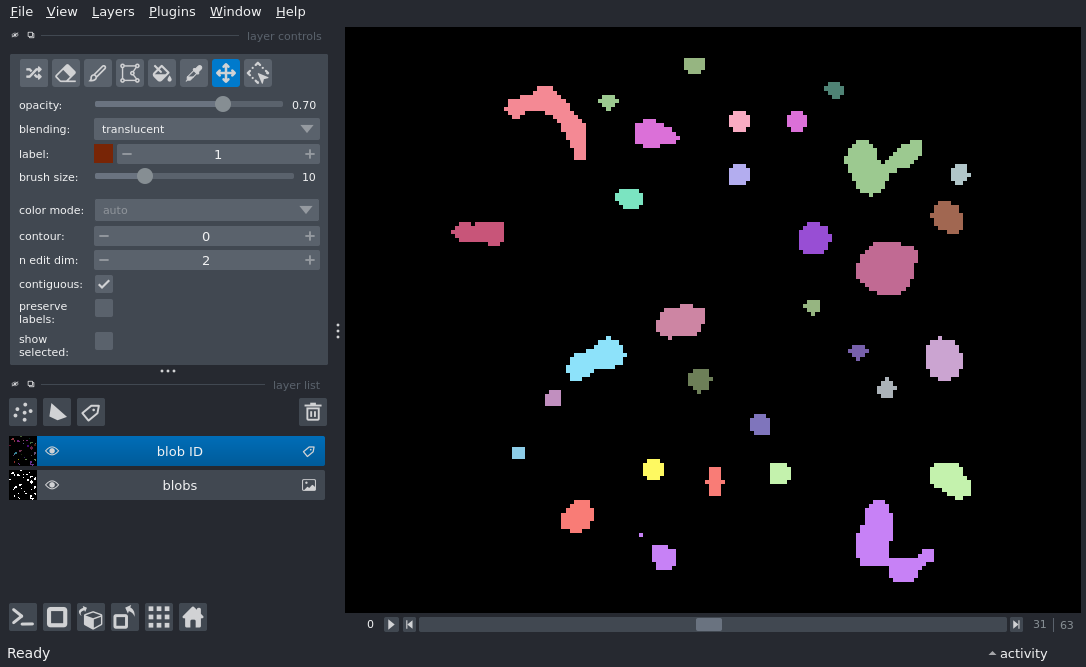 File View Layers Plugins Window Help
layer controls
opacity: 0.70
blending: translucent
label: 1
brush size: 10
color mode: auto
contour: 0
n edit dim: 2
contiguous:
preserve
labels:
show
selected:
layer list
blob ID
blobs
0 31 | 63
Ready activity